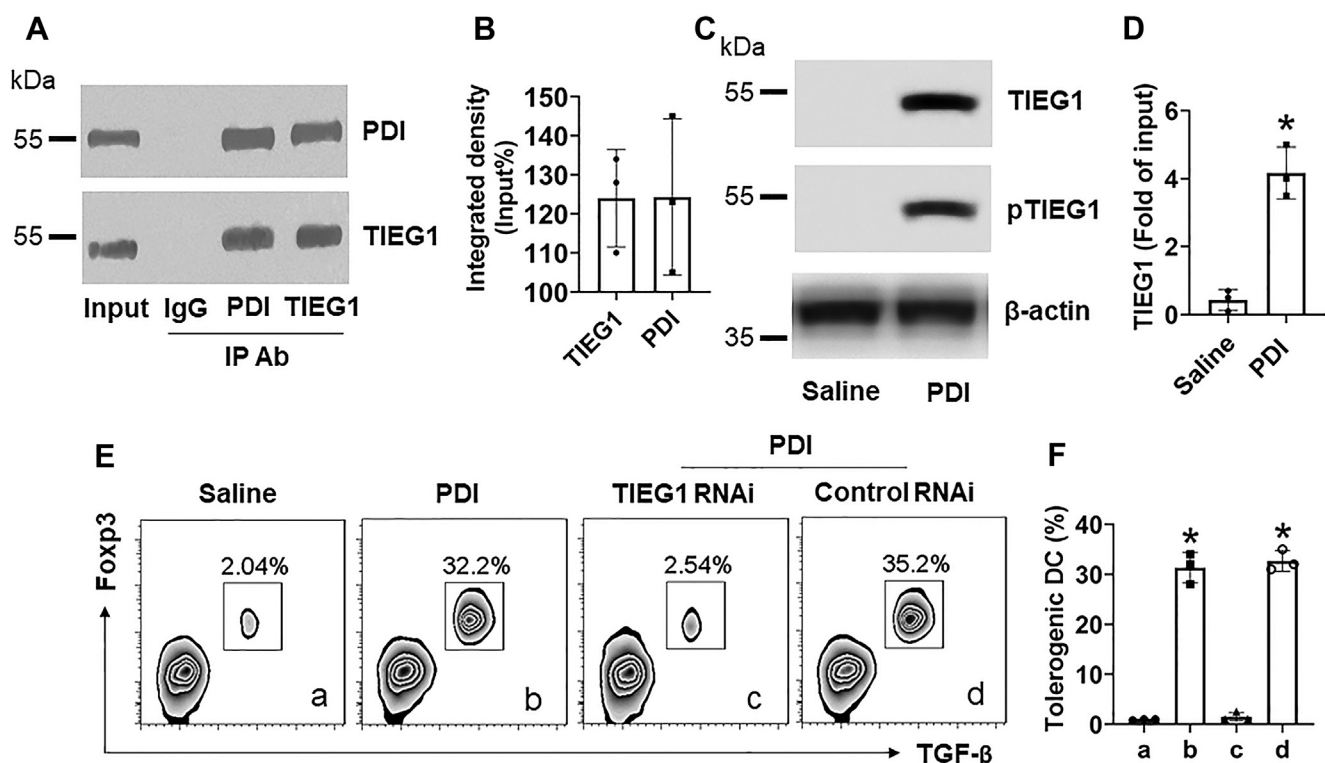 A
kDa
55
PDI
55
TIEG1
Input IgG PDI TIEG1
IP Ab
B
Integrated density
(Input%)
150
140
130
120
110
100
TIEG1
PDI
C
kDa
55
TIEG1
55
pTIEG1
35
β-actin
Saline PDI
D
TIEG1 (Fold of input)
6
4
2
0
*
Saline
PDI
E
PDI
Saline PDI TIEG1 RNAi Control RNAi
Foxp3
2.04% 32.2% 2.54% 35.2%
a b c d
TGF-β
F
Tolerogenic DC (%)
40
30
20
10
0
* *
a b c d